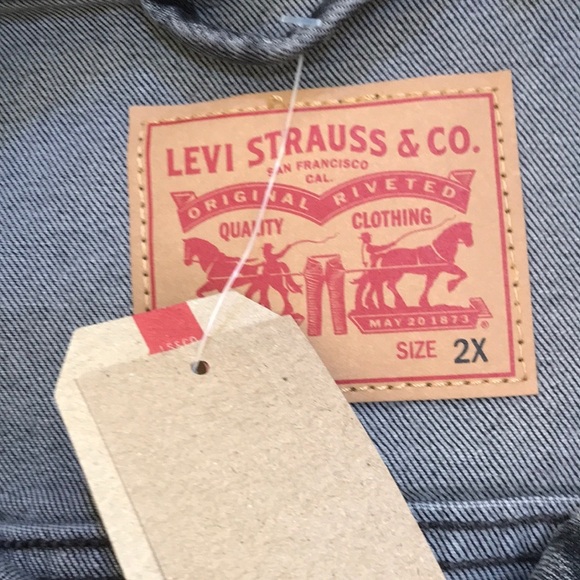 LEVI STRAUSS & CO.
SAN FRANCISCO
CAL.
ORIGINAL RIVETED
QUALITY CLOTHING
MAY 20 1873 ®
SIZE 2X